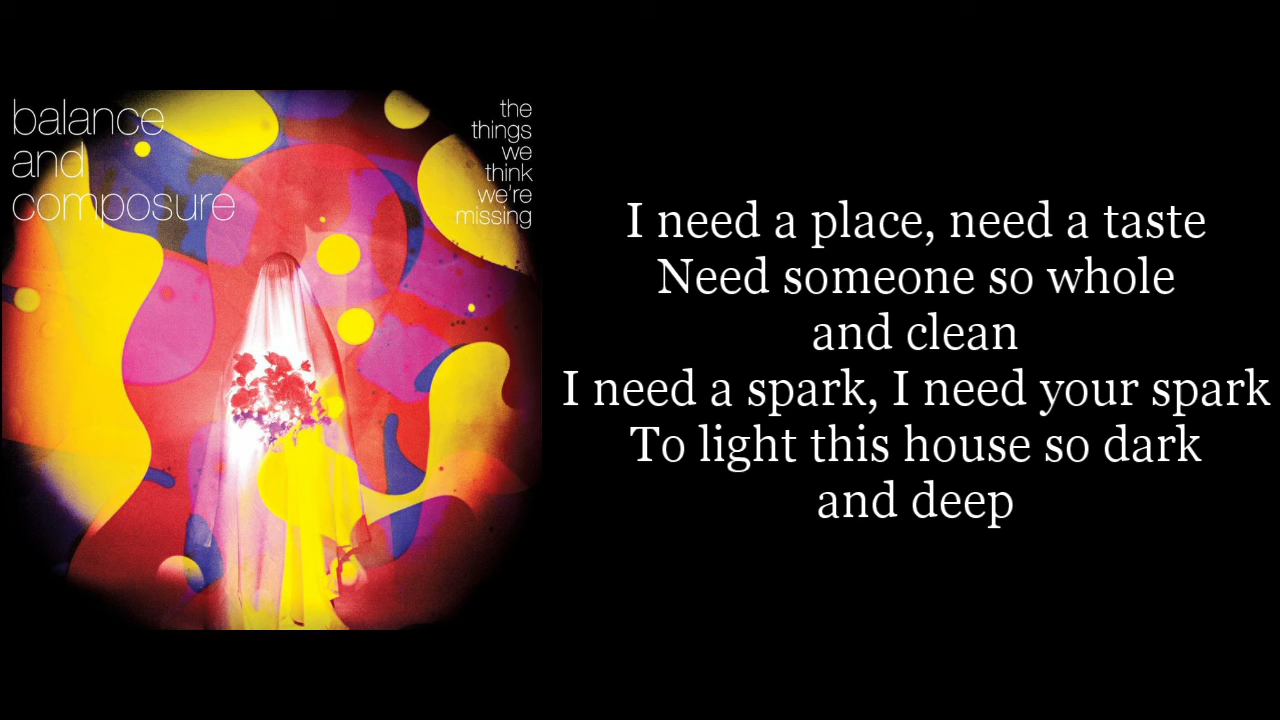 balance
and
composure
the
things
we
think
we're
missing
I need a place, need a taste
Need someone so whole
and clean
I need a spark, I need your spark
To light this house so dark
and deep